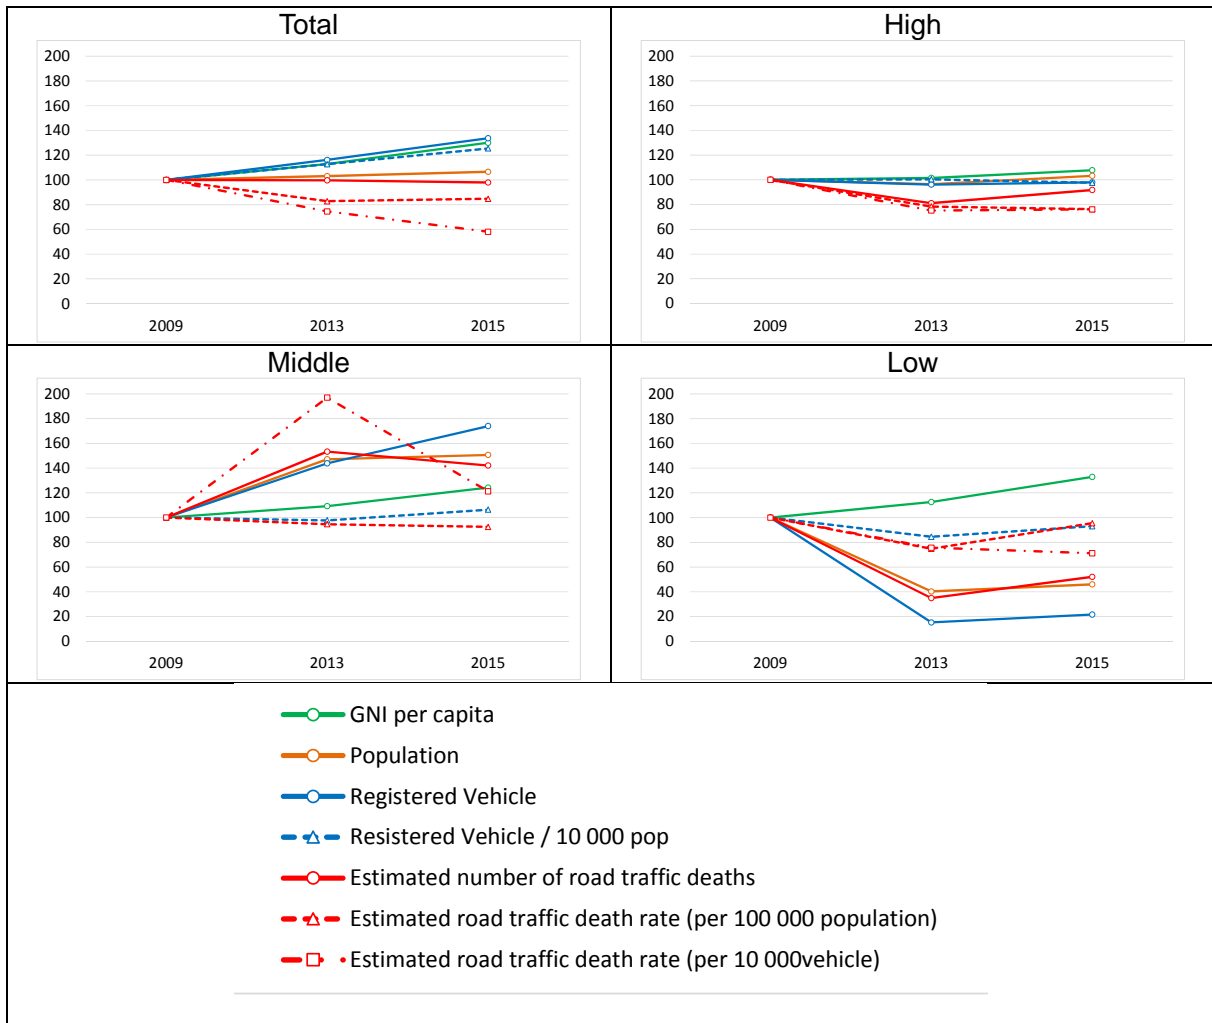 Total
200
180
160
140
120
100
80
60
40
20
0
2009 2013 2015
High
200
180
160
140
120
100
80
60
40
20
0
2009 2013 2015
Middle
200
180
160
140
120
100
80
60
40
20
0
2009 2013 2015
Low
200
180
160
140
120
100
80
60
40
20
0
2009 2013 2015
GNI per capita
Population
Registered Vehicle
Resistered Vehicle / 10 000 pop
Estimated number of road traffic deaths
Estimated road traffic death rate (per 100 000 population)
Estimated road traffic death rate (per 10 000vehicle)